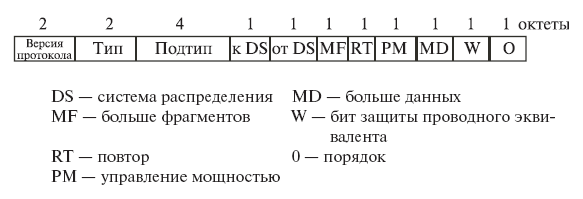 2 2 4 1 1 1 1 1 1 1 1 октеты
Версия протокола Тип Подтип к DS от DS MF RT PM MD W O
DS — система распределения MD — больше данных
MF — больше фрагментов W — бит защиты проводного экви-
валента
RT — повтор 0 — порядок
PM — управление мощностью